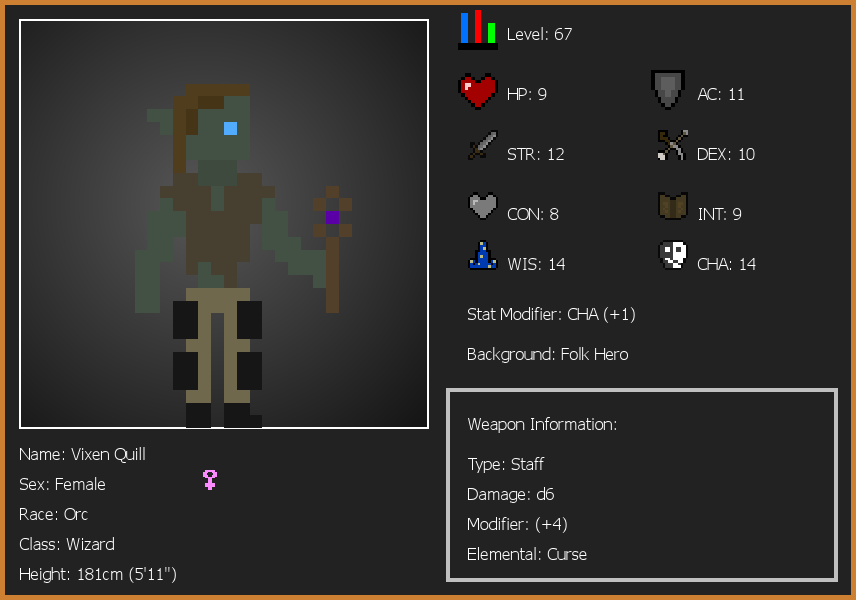 Level: 67
HP: 9
AC: 11
STR: 12
DEX: 10
CON: 8
INT: 9
WIS: 14
CHA: 14
Stat Modifier: CHA (+1)
Background: Folk Hero
Weapon Information:
Type: Staff
Damage: d6
Modifier: (+4)
Elemental: Curse
Name: Vixen Quill
Sex: Female
Race: Orc
Class: Wizard
Height: 181cm (5'11")